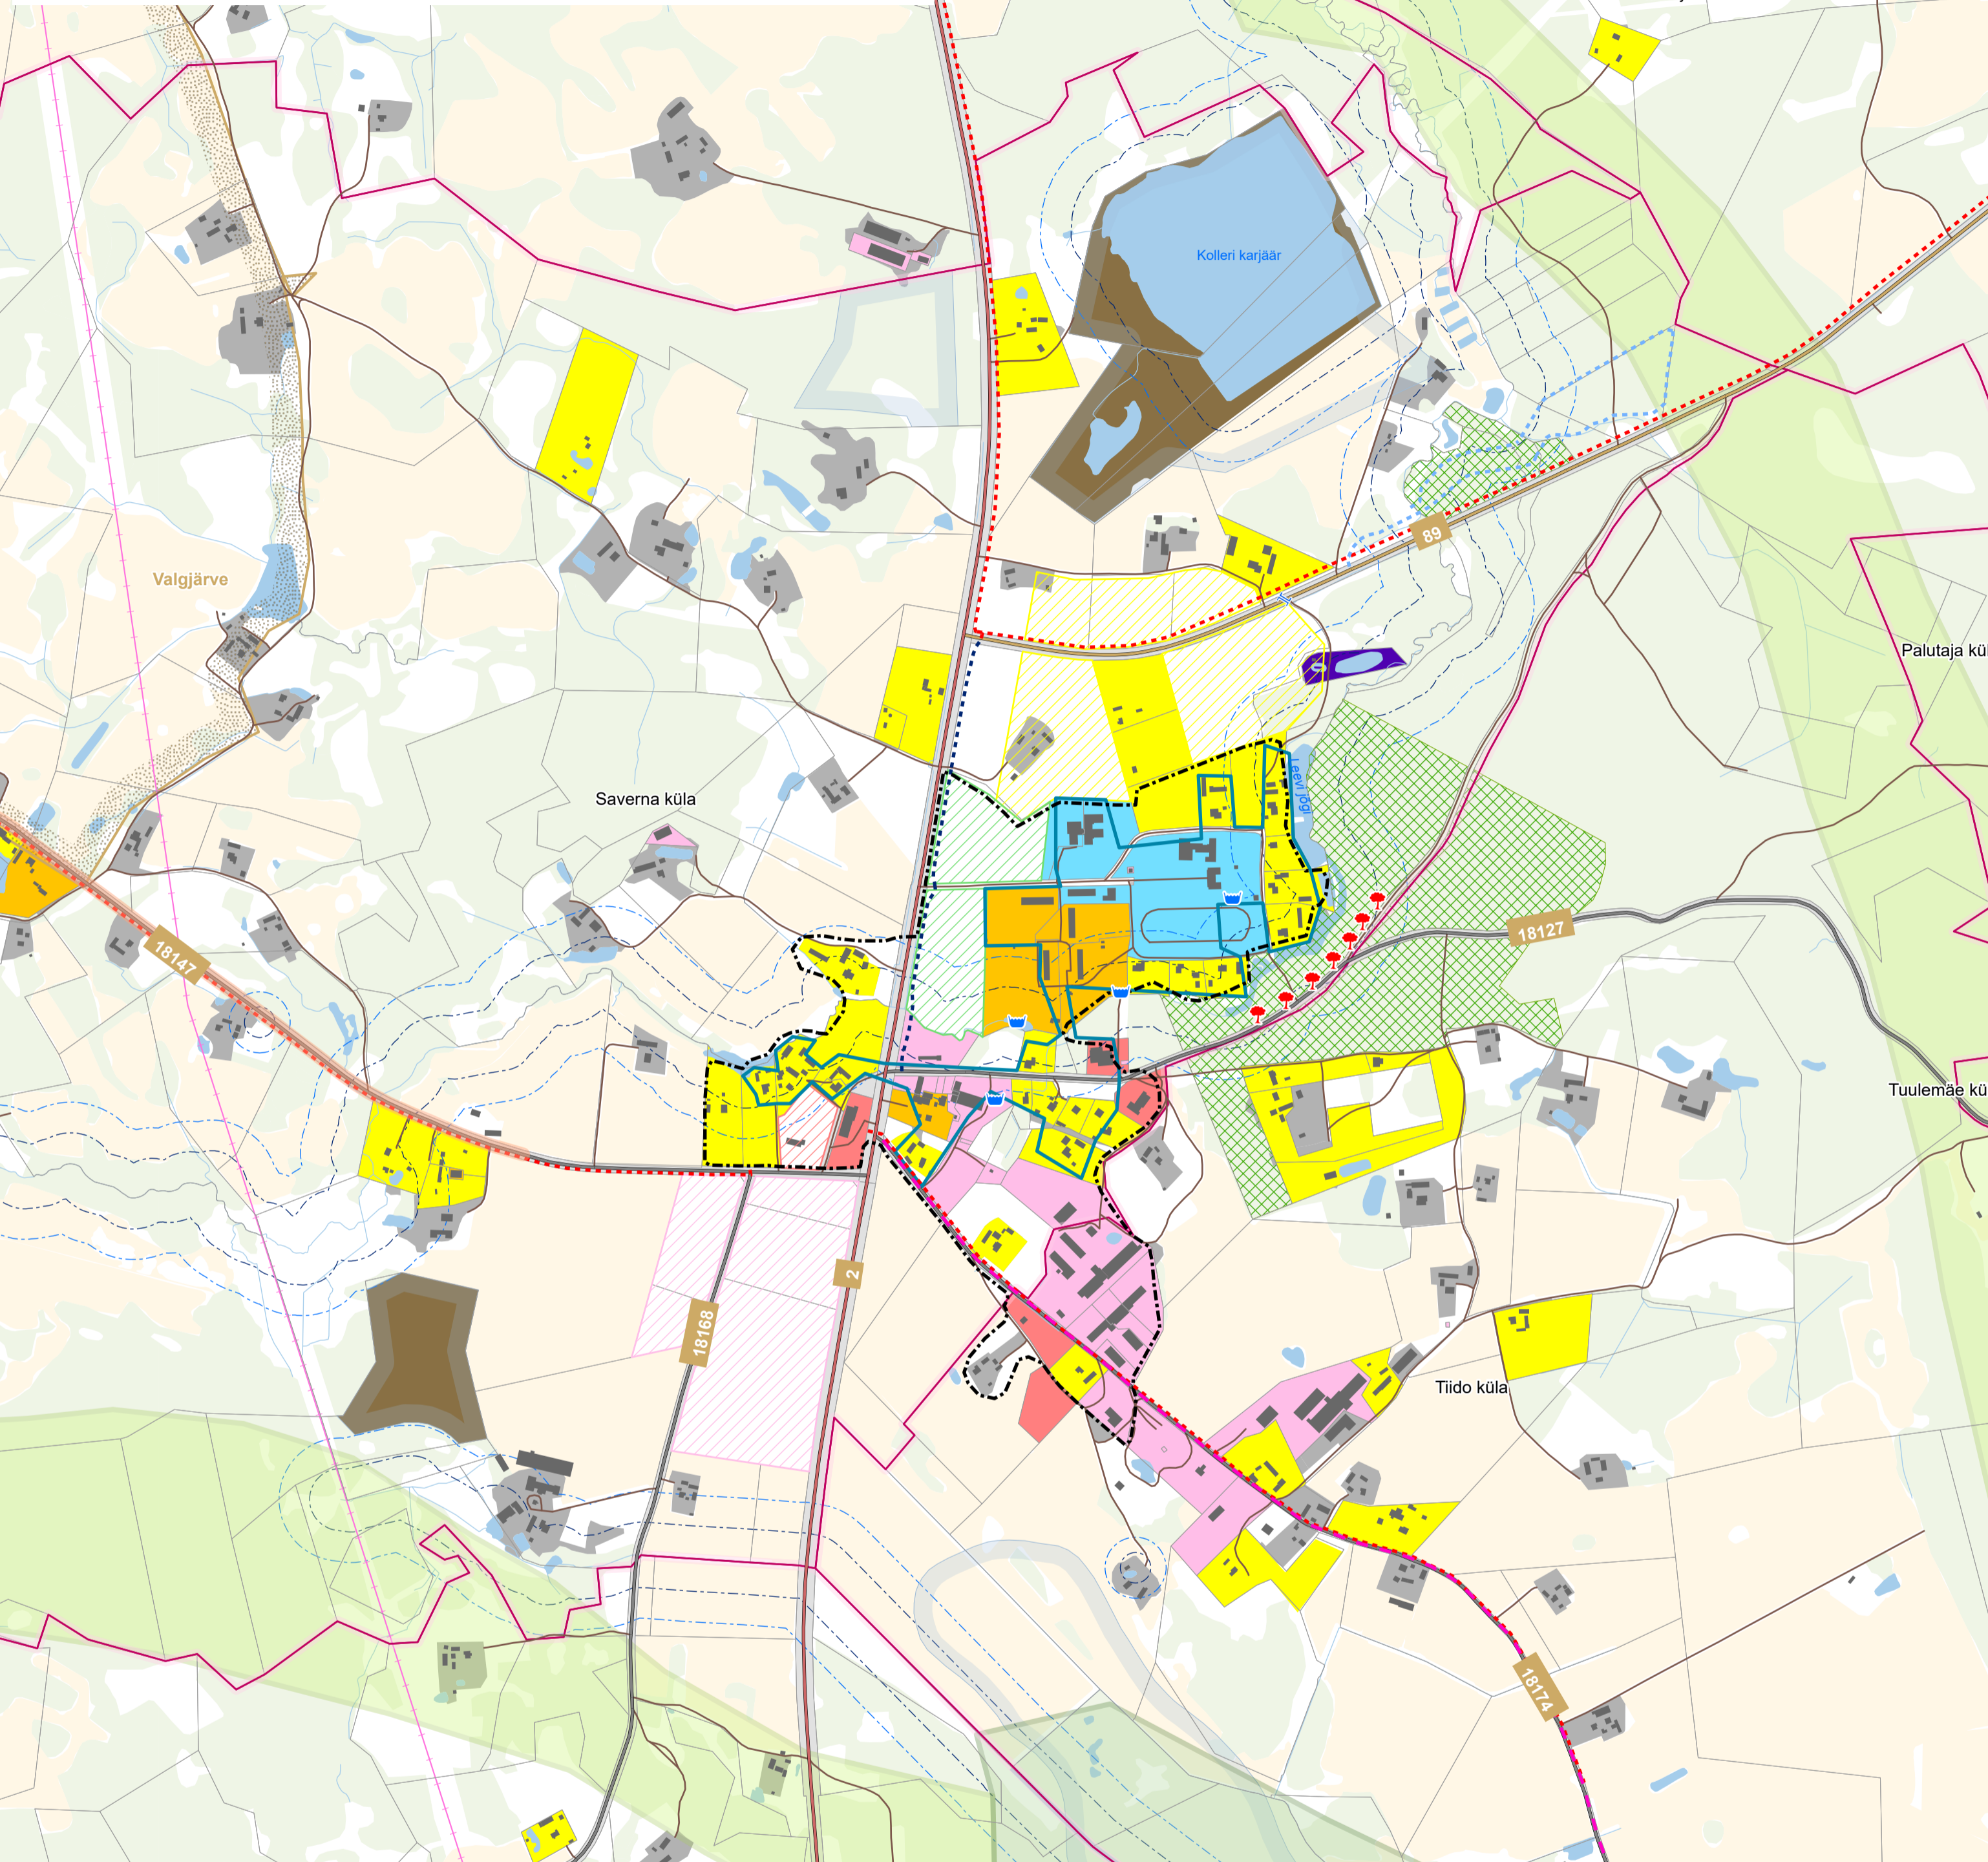 Kolleri karjäär
89
Valgjärve
Palutaja kü
Leevi jõgi
Saverna küla
18127
18147
Tuulemäe kü
2
18168
Tiido küla
18174